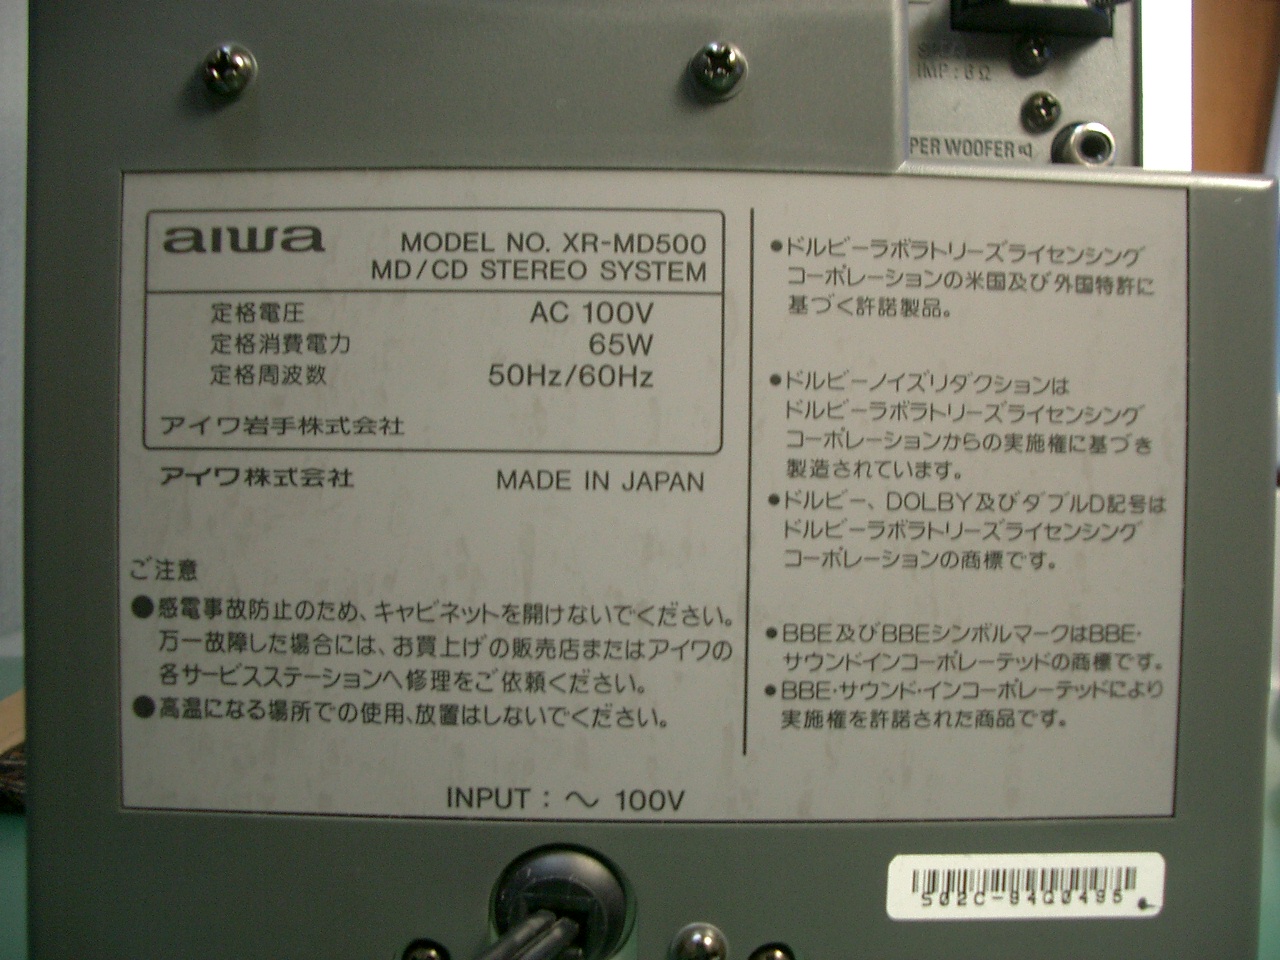 IMP : 6Ω
PER WOOFER
aiwa
MODEL NO. XR-MD500
MD/CD STEREO SYSTEM
定格電圧 AC 100V
定格消費電力 65W
定格周波数 50Hz/60Hz
アイワ岩手株式会社
アイワ株式会社 MADE IN JAPAN
ご注意
●感電事故防止のため、キャビネットを開けないでください。
万一故障した場合には、お買上げの販売店またはアイワの
各サービスステーションへ修理をご依頼ください。
●高温になる場所での使用、放置はしないでください。
●ドルビーラボラトリーズライセンシング
コーポレーションの米国及び外国特許に
基づく許諾製品。
●ドルビーノイズリダクションは
ドルビーラボラトリーズライセンシング
コーポレーションからの実施権に基づき
製造されています。
●ドルビー、DOLBY及びダブルD記号は
ドルビーラボラトリーズライセンシング
コーポレーションの商標です。
●BBE及びBBEシンボルマークはBBE・
サウンドインコーポレーテッドの商標です。
●BBE・サウンド・インコーポレーテッドにより
実施権を許諾された商品です。
INPUT : ～ 100V
S02C-94Q0495